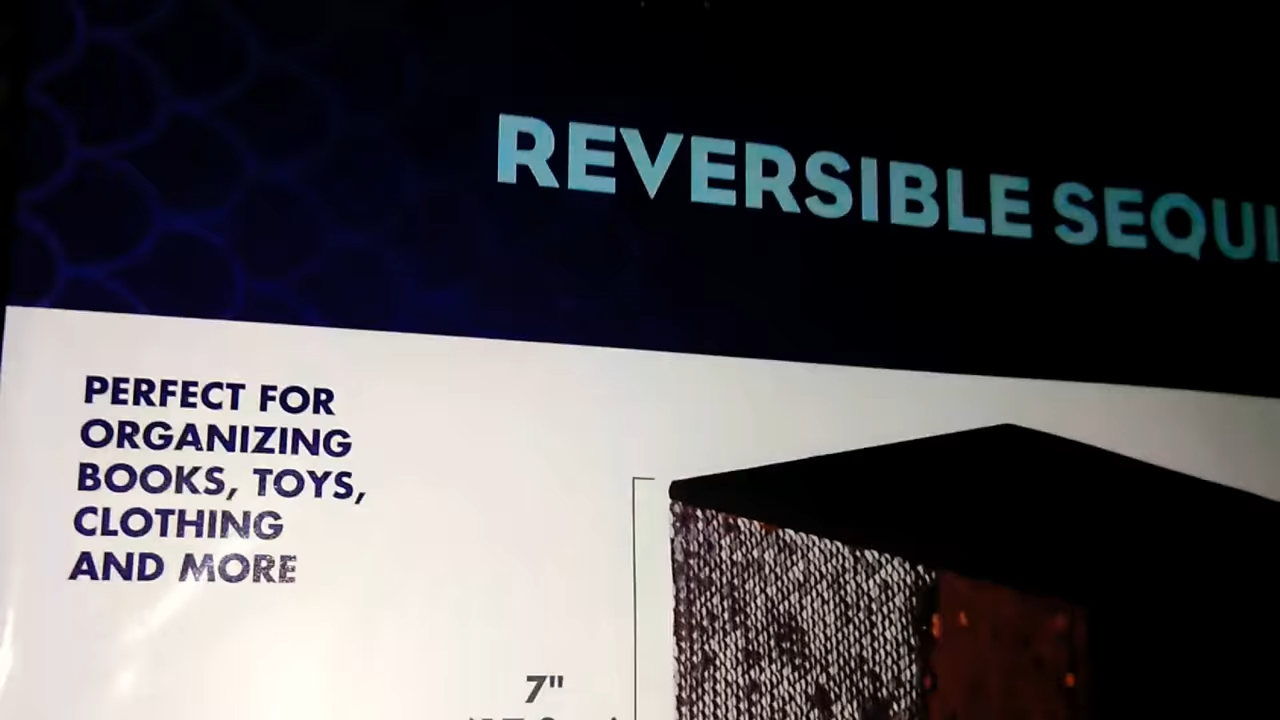 REVERSIBLE
PERFECT FOR
ORGANIZING
BOOKS, TOYS,
CLOTHING
AND MORE
7"